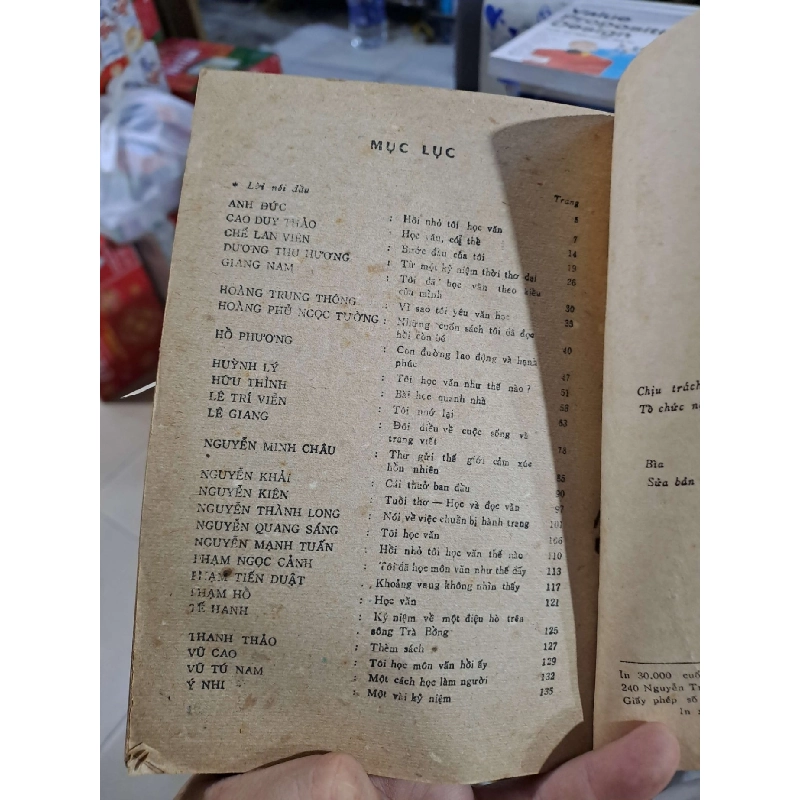 Value
Proposition
Design
MỤC LỤC
Trang
* Lời nói đầu 5
ANH ĐỨC : Hồi nhỏ tôi học văn 7
CAO DUY THẢO : Học văn, cái thế 14
CHẾ LAN VIÊN : Bước đầu của tôi 19
DƯƠNG THU HƯƠNG : Từ một kỷ niệm thời thơ dại 26
GIANG NAM : Tôi đã học văn theo kiểu
của mình 30
HOÀNG TRUNG THÔNG : Vì sao tôi yêu văn học 35
HOÀNG PHỦ NGỌC TƯỜNG : Những cuốn sách tôi đã đọc
hồi còn bé 40
HỒ PHƯƠNG : Con đường lao động và hạnh
phúc 47
HUỲNH LÝ : Tôi học văn như thế nào ? 51
HỮU THỈNH : Bài học quanh nhà 58
LÊ TRÍ VIỄN : Tôi nhớ lại 63
LÊ GIANG : Đôi điều về cuộc sống và
trang viết 78
NGUYỄN MINH CHÂU : Thư gửi thế giới cảm xúc
hồn nhiên 85
NGUYỄN KHẢI : Cái thuở ban đầu 90
NGUYỄN KIÊN : Tuổi thơ — Học và đọc văn 97
NGUYỄN THÀNH LONG : Nói về việc chuẩn bị hành trang 101
NGUYỄN QUANG SÁNG : Tôi học văn 106
NGUYỄN MẠNH TUẤN : Hồi nhỏ tôi học văn thế nào 110
PHẠM NGỌC CẢNH : Tôi đã học môn văn như thế đấy 113
PHẠM TIẾN DUẬT : Khoảng vang không nhìn thấy 117
PHẠM HỔ : Học văn 121
TẾ HANH : Kỷ niệm về một điệu hò trên
sông Trà Bồng 125
THANH THẢO : Thèm sách 127
VŨ CAO : Tôi học môn văn hồi ấy 129
VŨ TÚ NAM : Một cách học làm người 132
Ý NHI : Một vài kỷ niệm 135
Chịu trách
Tổ chức
Bìa
Sửa bản
In 30.000 cuố
240 Nguyễn Tr
Giấy phép số
In